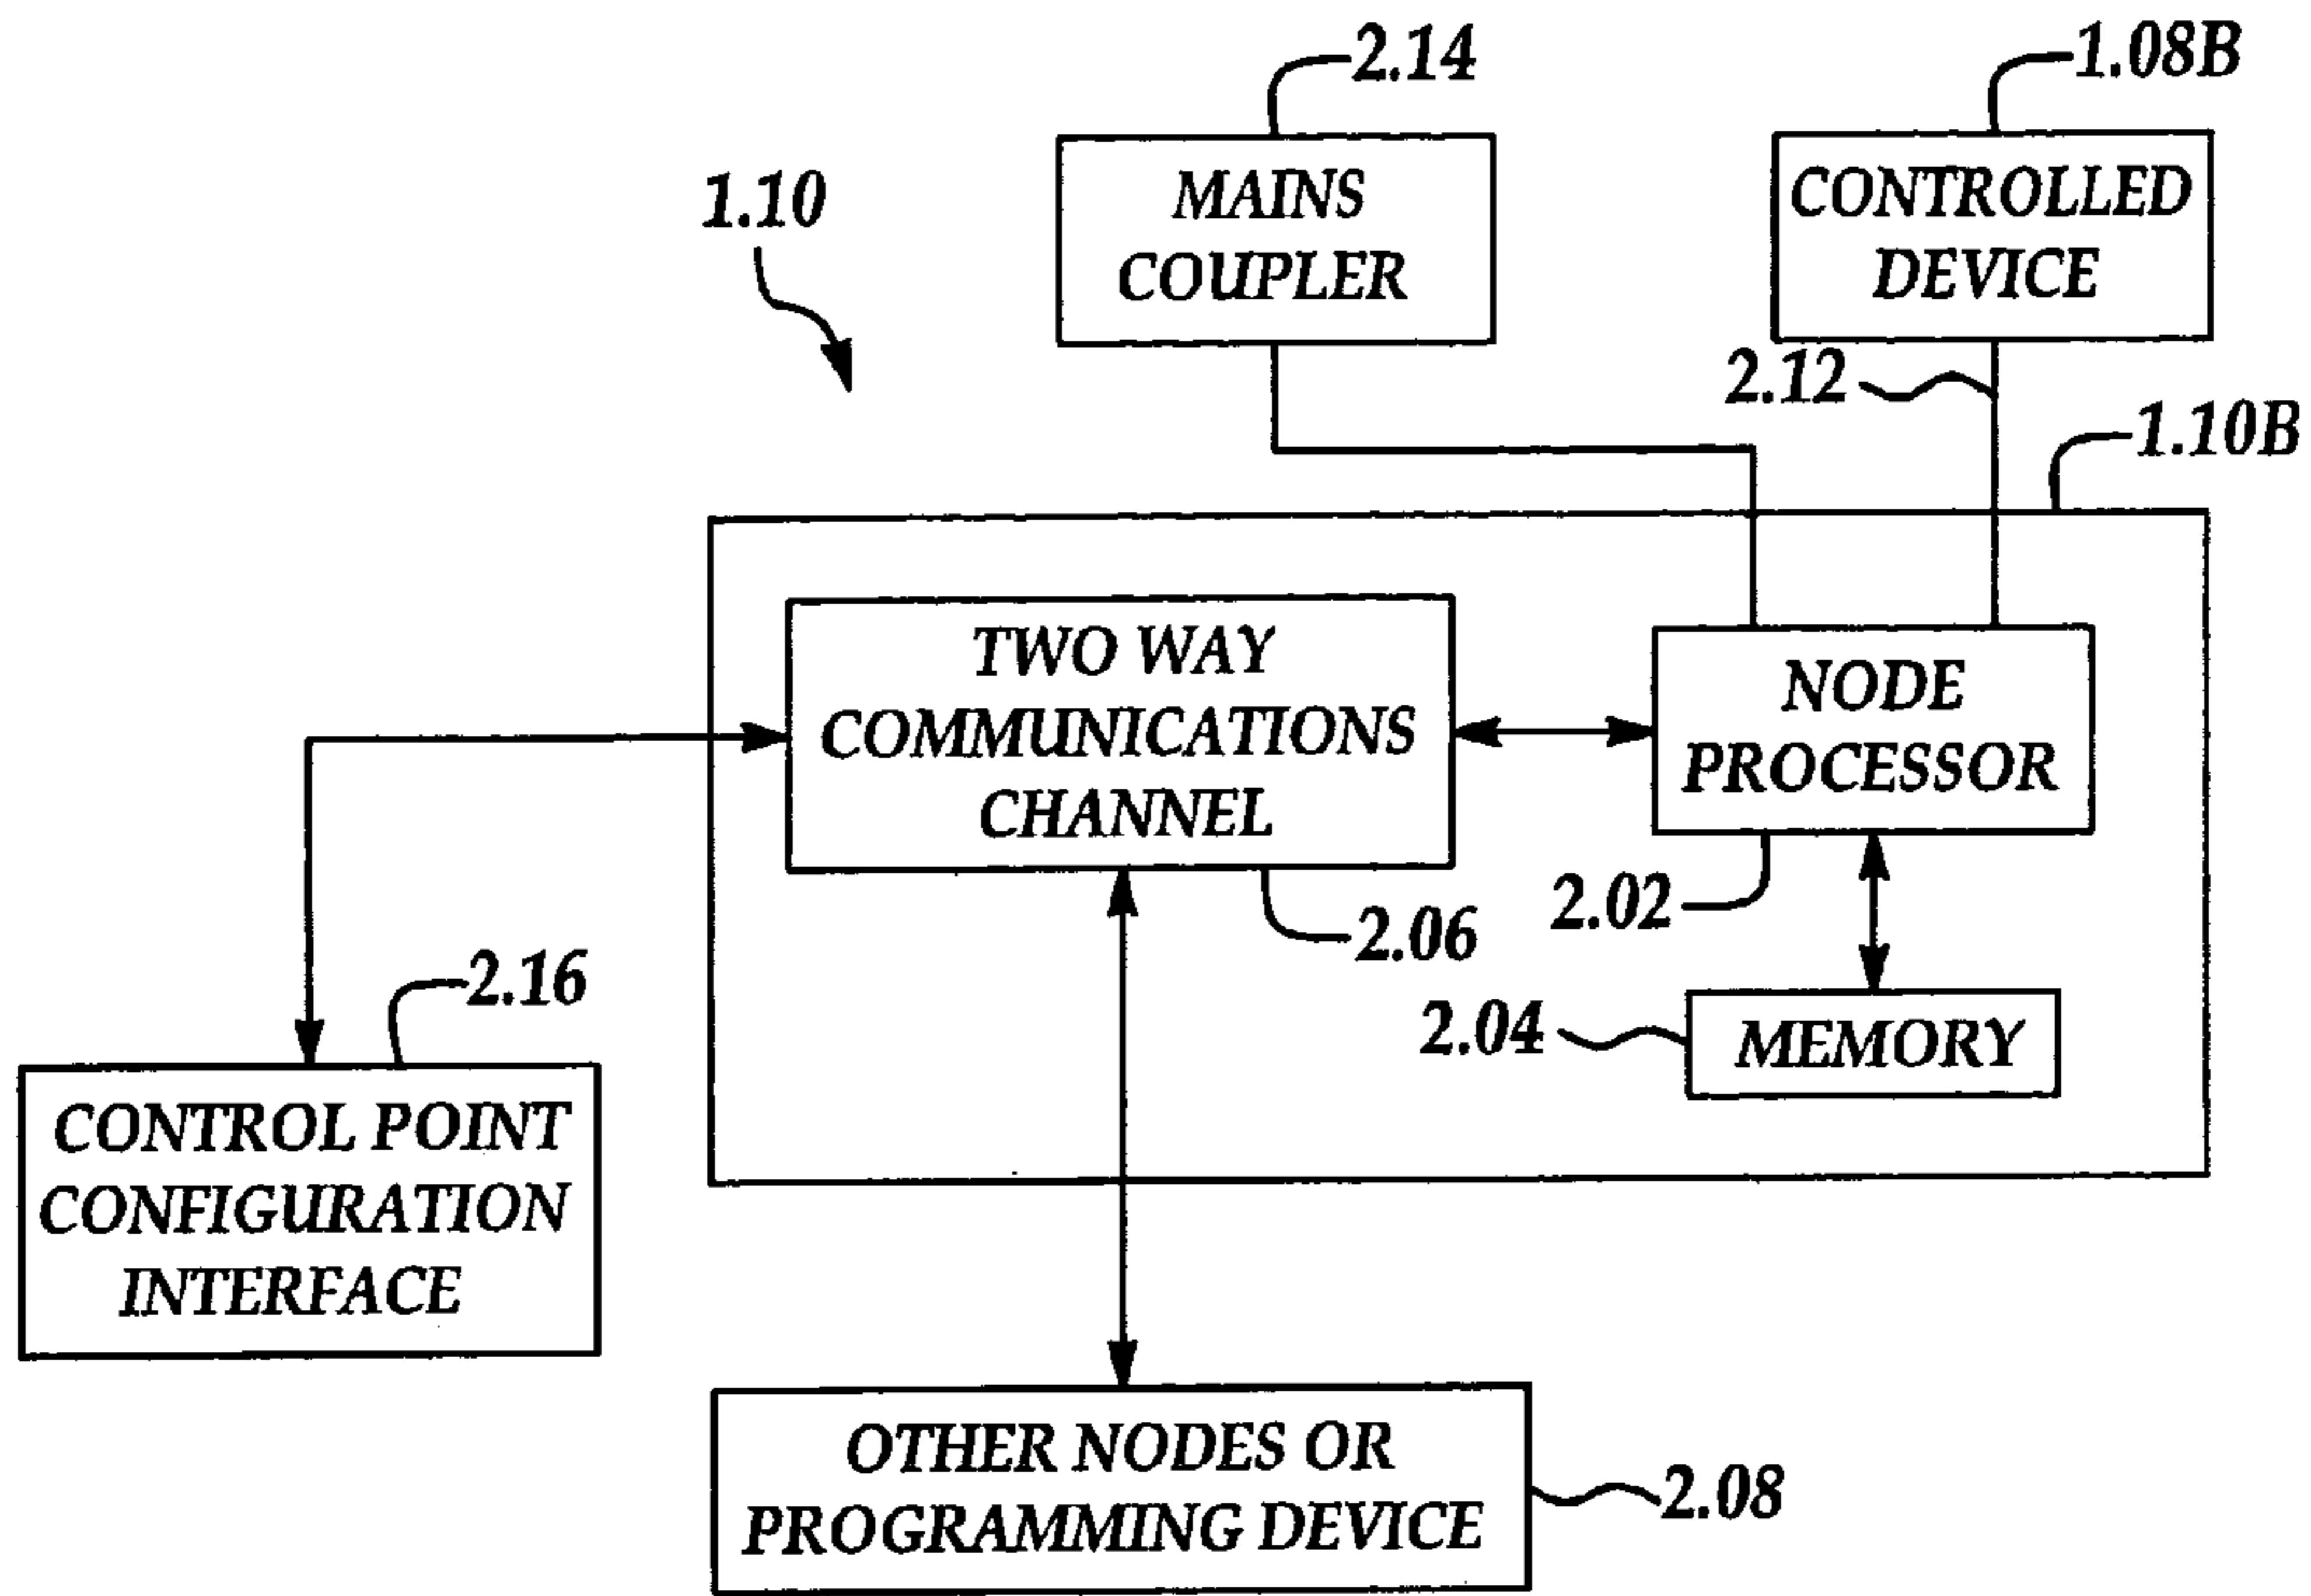 2.14
1.08B
1.10
MAINS
COUPLER
CONTROLLED
DEVICE
2.12
1.10B
TWO WAY
COMMUNICATIONS
CHANNEL
NODE
PROCESSOR
2.02
2.06
2.16
2.04
MEMORY
CONTROL POINT
CONFIGURATION
INTERFACE
OTHER NODES OR
PROGRAMMING DEVICE
2.08